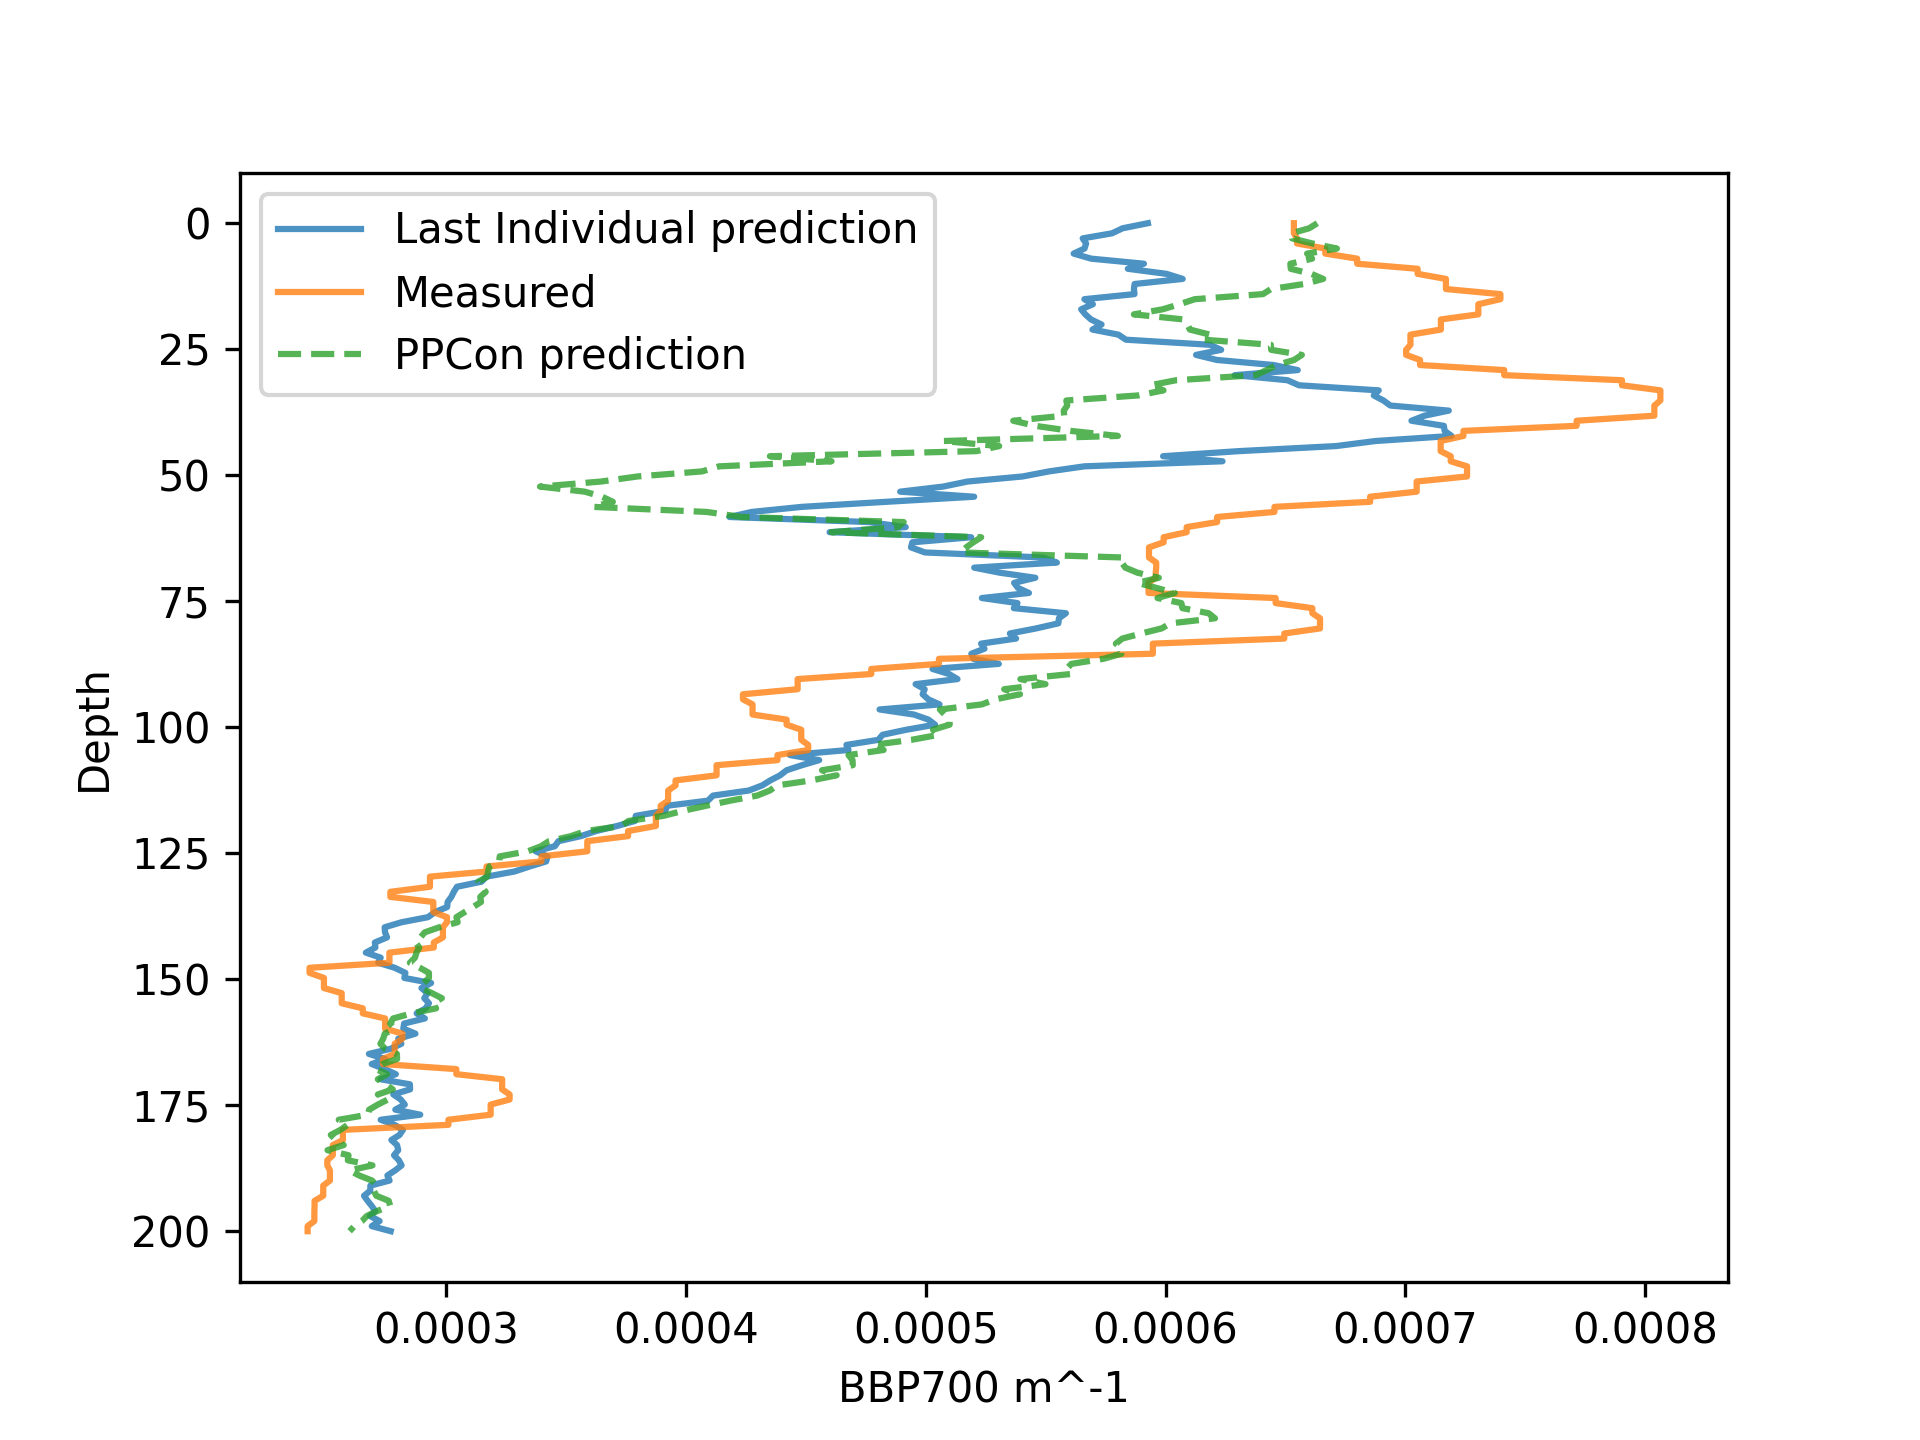 Last Individual prediction
Measured
PPCon prediction
0
25
50
75
100
125
150
175
200
Depth
0.0003 0.0004 0.0005 0.0006 0.0007 0.0008
BBP700 m^-1